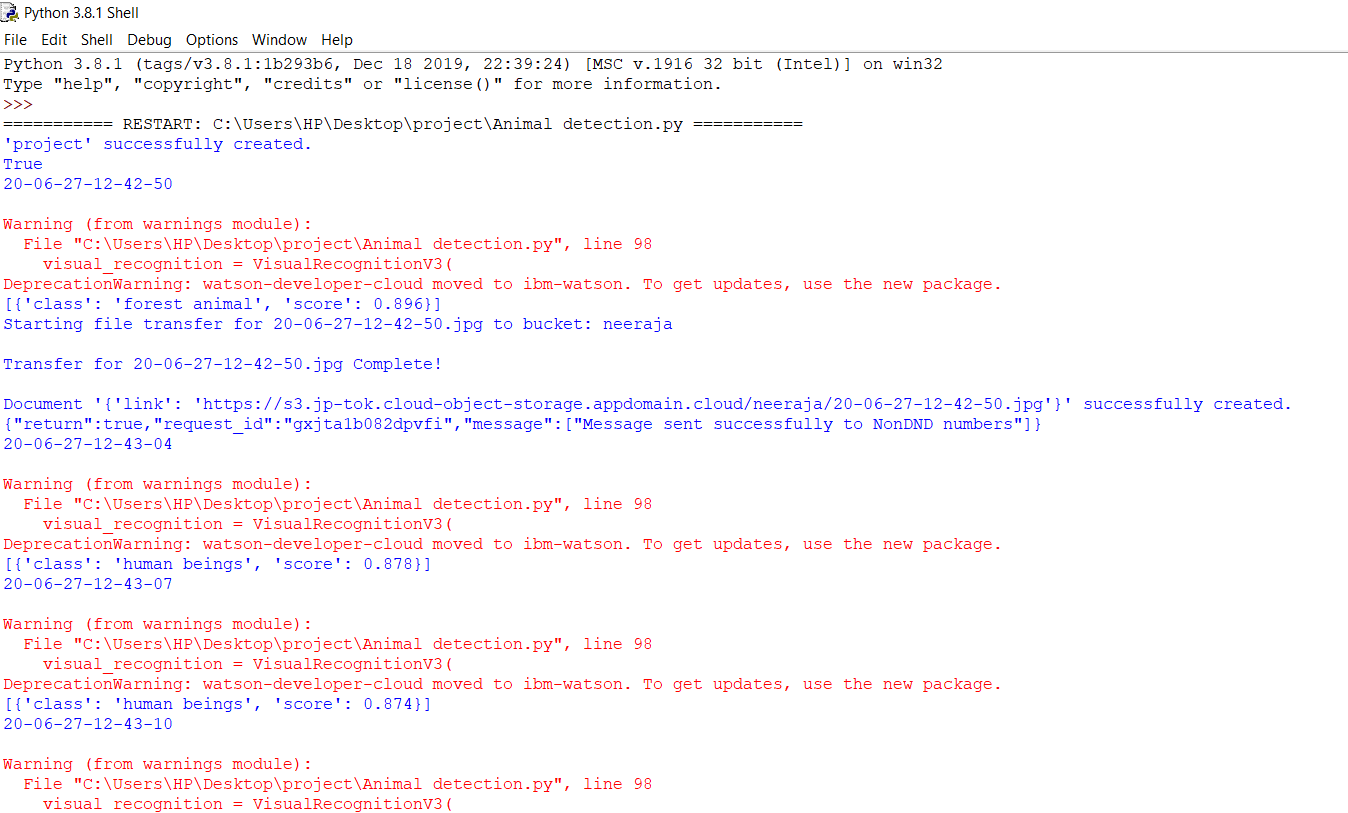 Python 3.8.1 Shell
File Edit Shell Debug Options Window Help
Python 3.8.1 (tags/v3.8.1:1b293b6, Dec 18 2019, 22:39:24) [MSC v.1916 32 bit (Intel)] on win32
Type "help", "copyright", "credits" or "license()" for more information.
>>>
=========== RESTART: C:\Users\HP\Desktop\project\Animal detection.py ===========
'project' successfully created.
True
20-06-27-12-42-50
Warning (from warnings module):
  File "C:\Users\HP\Desktop\project\Animal detection.py", line 98
    visual_recognition = VisualRecognitionV3(
DeprecationWarning: watson-developer-cloud moved to ibm-watson. To get updates, use the new package.
[{'class': 'forest animal', 'score': 0.896}]
Starting file transfer for 20-06-27-12-42-50.jpg to bucket: neeraja
Transfer for 20-06-27-12-42-50.jpg Complete!
Document '{'link': 'https://s3.jp-tok.cloud-object-storage.appdomain.cloud/neeraja/20-06-27-12-42-50.jpg'}' successfully created.
{"return":true,"request_id":"gxjta1b082dpvfi","message":["Message sent successfully to NonDND numbers"]}
20-06-27-12-43-04
Warning (from warnings module):
  File "C:\Users\HP\Desktop\project\Animal detection.py", line 98
    visual_recognition = VisualRecognitionV3(
DeprecationWarning: watson-developer-cloud moved to ibm-watson. To get updates, use the new package.
[{'class': 'human beings', 'score': 0.878}]
20-06-27-12-43-07
Warning (from warnings module):
  File "C:\Users\HP\Desktop\project\Animal detection.py", line 98
    visual_recognition = VisualRecognitionV3(
DeprecationWarning: watson-developer-cloud moved to ibm-watson. To get updates, use the new package.
[{'class': 'human beings', 'score': 0.874}]
20-06-27-12-43-10
Warning (from warnings module):
  File "C:\Users\HP\Desktop\project\Animal detection.py", line 98
    visual recognition = VisualRecognitionV3(